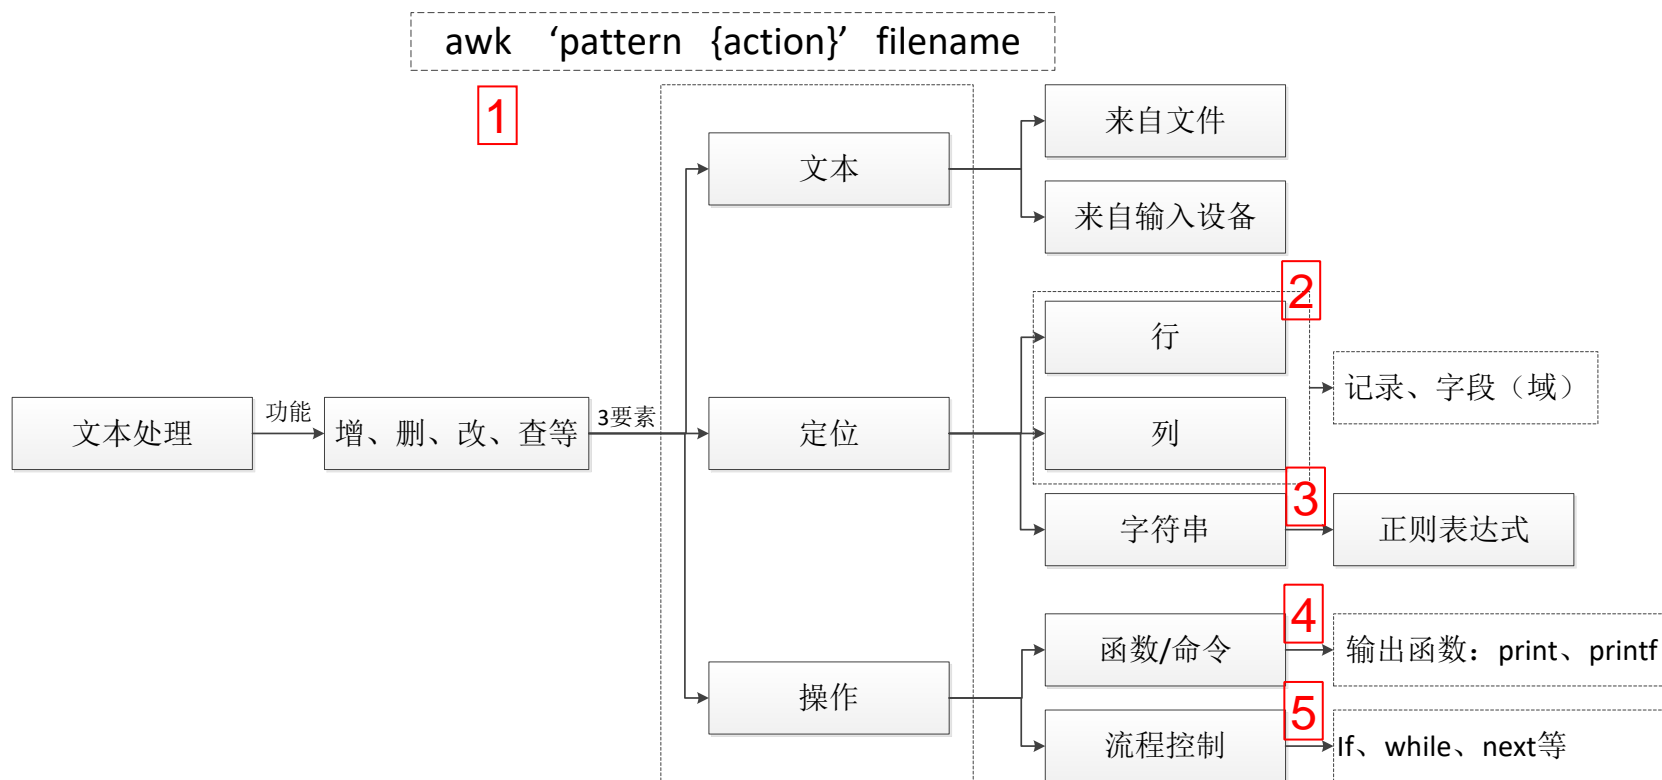 awk ‘pattern {action}’ filename
1
文本
来自文件
来自输入设备
2
行
记录、字段（域）
文本处理
功能
增、删、改、查等
3要素
定位
列
3
字符串
正则表达式
4
函数/命令
输出函数：print、printf
操作
5
流程控制
If、while、next等